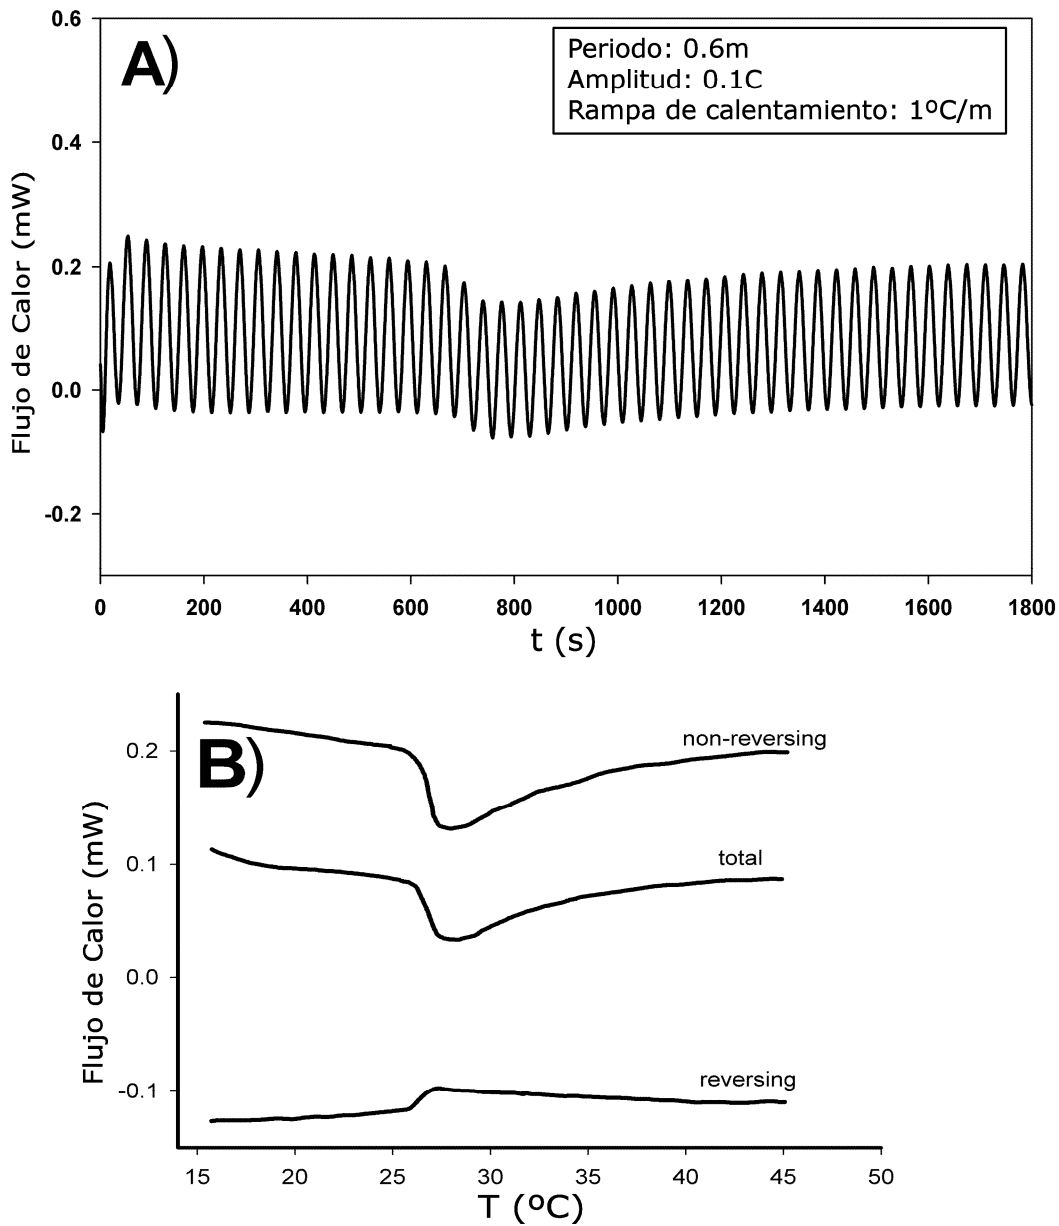 A)
Periodo: 0.6m
Amplitud: 0.1C
Rampa de calentamiento: 1ºC/m
Flujo de Calor (mW)
0.6
0.4
0.2
0.0
-0.2
0 200 400 600 800 1000 1200 1400 1600 1800
t (s)
B)
non-reversing
total
reversing
Flujo de Calor (mW)
0.2
0.1
0.0
-0.1
15 20 25 30 35 40 45 50
T (ºC)